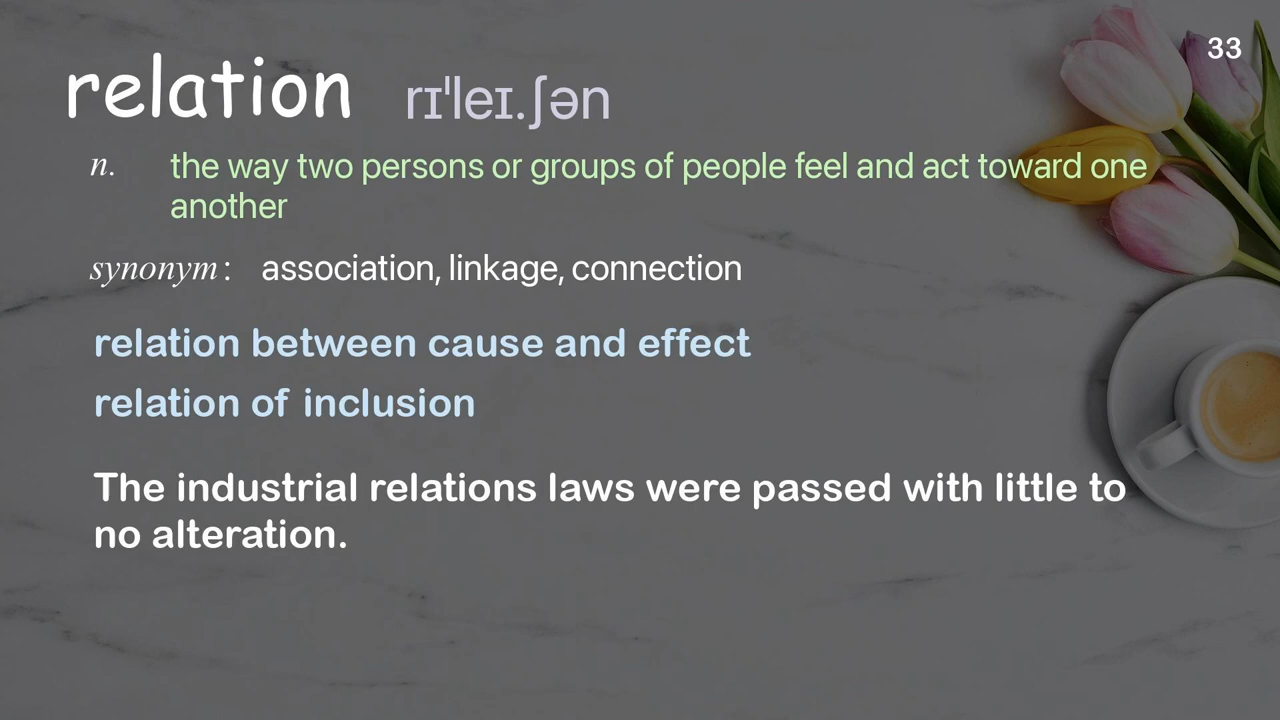 33
relation rɪˈleɪ.ʃən
n. the way two persons or groups of people feel and act toward one
another
synonym: association, linkage, connection
relation between cause and effect
relation of inclusion
The industrial relations laws were passed with little to
no alteration.